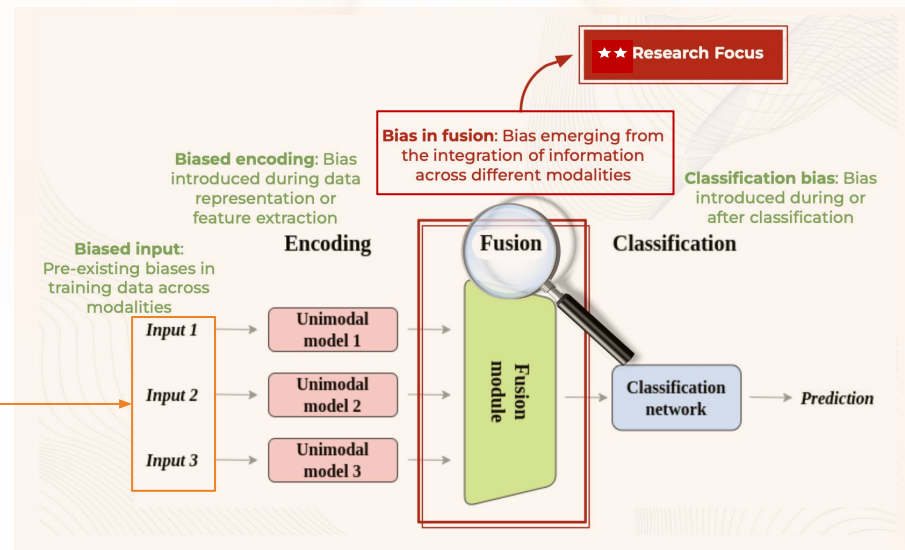 ★★ Research Focus
Bias in fusion: Bias emerging from
the integration of information
across different modalities
Biased encoding: Bias
introduced during data
representation or
feature extraction
Classification bias: Bias
introduced during or
after classification
Biased input:
Pre-existing biases in
training data across
modalities
Encoding
Fusion
Classification
Input 1
Unimodal
model 1
Input 2
Unimodal
model 2
Input 3
Unimodal
model 3
Fusion
module
Classification
network
Prediction